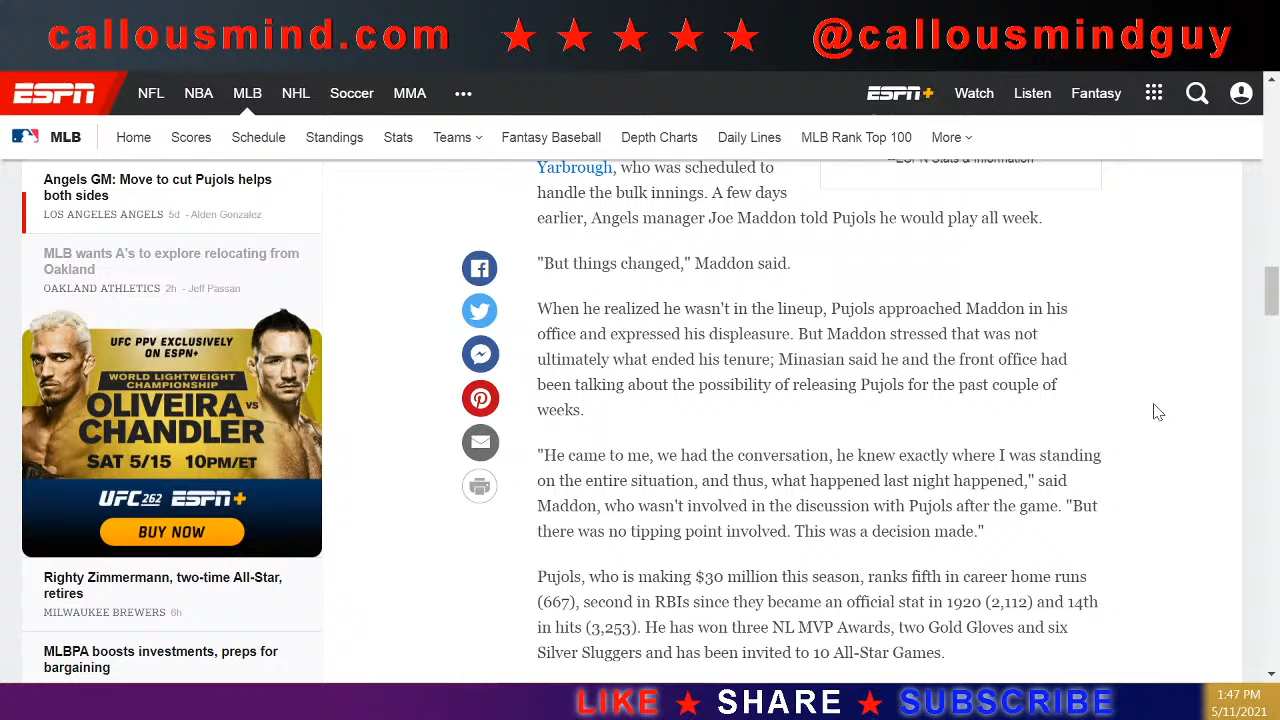 callousmind.com ★ ★ ★ ★ ★ @callousmindguy
ESPN NFL NBA MLB NHL Soccer MMA ••• ESPN+ Watch Listen Fantasy
MLB Home Scores Schedule Standings Stats Teams Fantasy Baseball Depth Charts Daily Lines MLB Rank Top 100 More
Angels GM: Move to cut Pujols helps
both sides
LOS ANGELES ANGELS 5d - Alden Gonzalez
MLB wants A's to explore relocating from
Oakland
OAKLAND ATHLETICS 2h - Jeff Passan
UFC PPV EXCLUSIVELY
ON ESPN+
WORLD LIGHTWEIGHT
CHAMPIONSHIP
OLIVEIRA VS
CHANDLER
SAT 5/15 10PM/ET
UFC 262 ESPN+
BUY NOW
Righty Zimmermann, two-time All-Star,
retires
MILWAUKEE BREWERS 6h
MLBPA boosts investments, preps for
bargaining
--ESPN Stats & Information
Yarbrough, who was scheduled to
handle the bulk innings. A few days
earlier, Angels manager Joe Maddon told Pujols he would play all week.
"But things changed," Maddon said.
When he realized he wasn't in the lineup, Pujols approached Maddon in his
office and expressed his displeasure. But Maddon stressed that was not
ultimately what ended his tenure; Minasian said he and the front office had
been talking about the possibility of releasing Pujols for the past couple of
weeks.
"He came to me, we had the conversation, he knew exactly where I was standing
on the entire situation, and thus, what happened last night happened," said
Maddon, who wasn't involved in the discussion with Pujols after the game. "But
there was no tipping point involved. This was a decision made."
Pujols, who is making $30 million this season, ranks fifth in career home runs
(667), second in RBIs since they became an official stat in 1920 (2,112) and 14th
in hits (3,253). He has won three NL MVP Awards, two Gold Gloves and six
Silver Sluggers and has been invited to 10 All-Star Games.
LIKE ★ SHARE ★ SUBSCRIBE
1:47 PM
5/11/2021